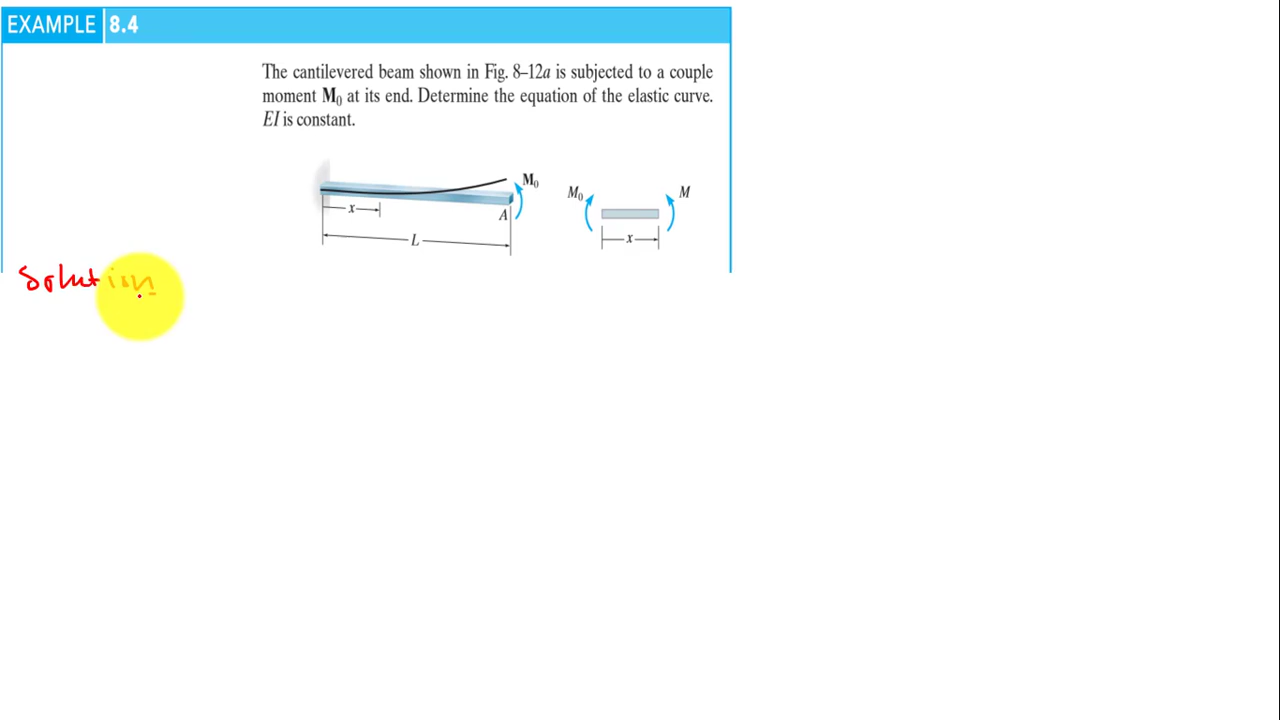 EXAMPLE 8.4
The cantilevered beam shown in Fig. 8–12a is subjected to a couple
moment M₀ at its end. Determine the equation of the elastic curve.
EI is constant.
M₀
x
A
L
M₀
M
x
Solution